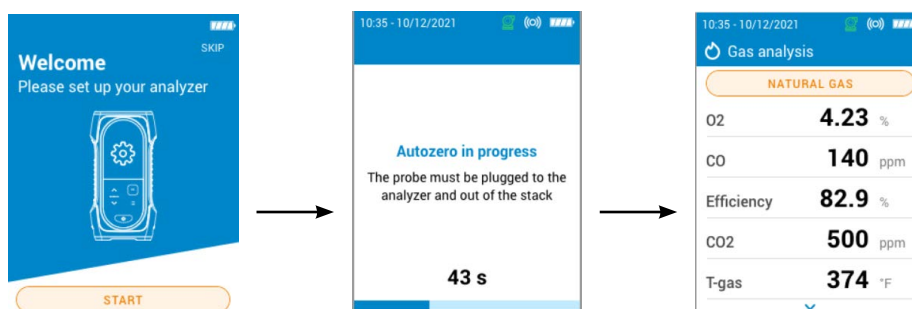 SKIP
Welcome
Please set up your analyzer
START
10:35 - 10/12/2021
Autozero in progress
The probe must be plugged to the
analyzer and out of the stack
43 s
10:35 - 10/12/2021
Gas analysis
NATURAL GAS
O2 4.23 %
CO 140 ppm
Efficiency 82.9 %
CO2 500 ppm
T-gas 374 °F